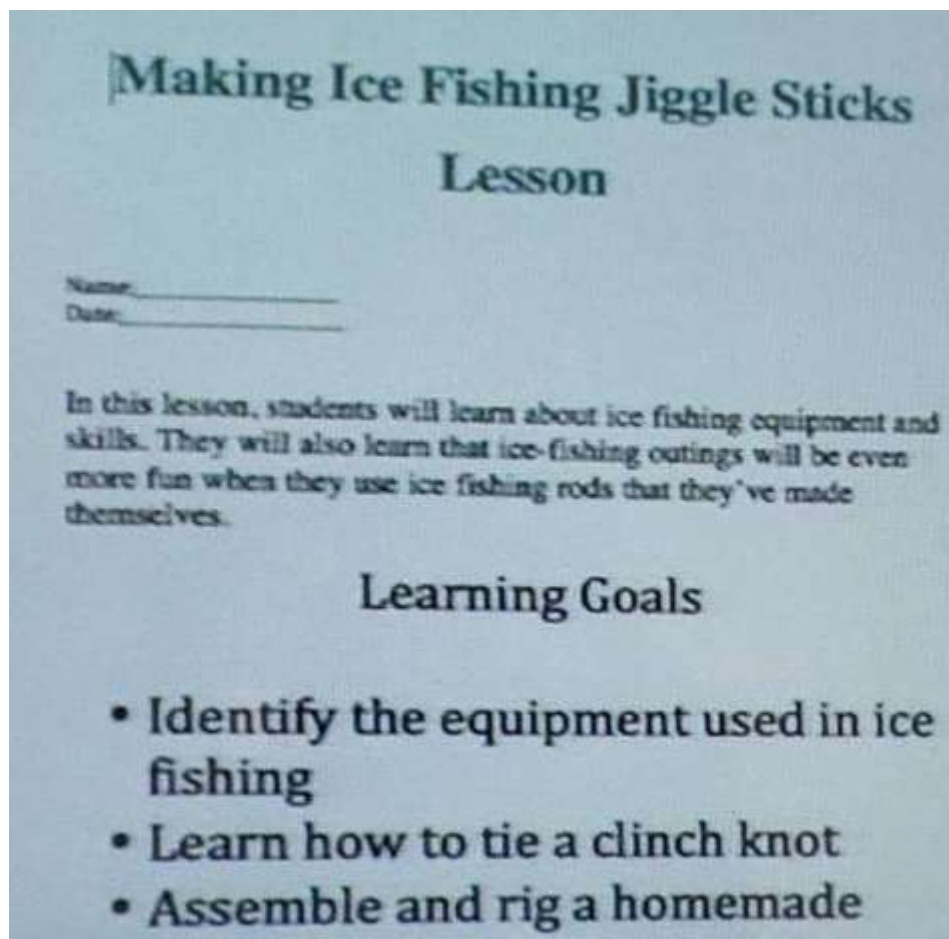 Making Ice Fishing Jiggle Sticks
Lesson
Name:
Date:
In this lesson, students will learn about ice fishing equipment and
skills. They will also learn that ice-fishing outings will be even
more fun when they use ice fishing rods that they've made
themselves.
Learning Goals
• Identify the equipment used in ice
fishing
• Learn how to tie a clinch knot
• Assemble and rig a homemade